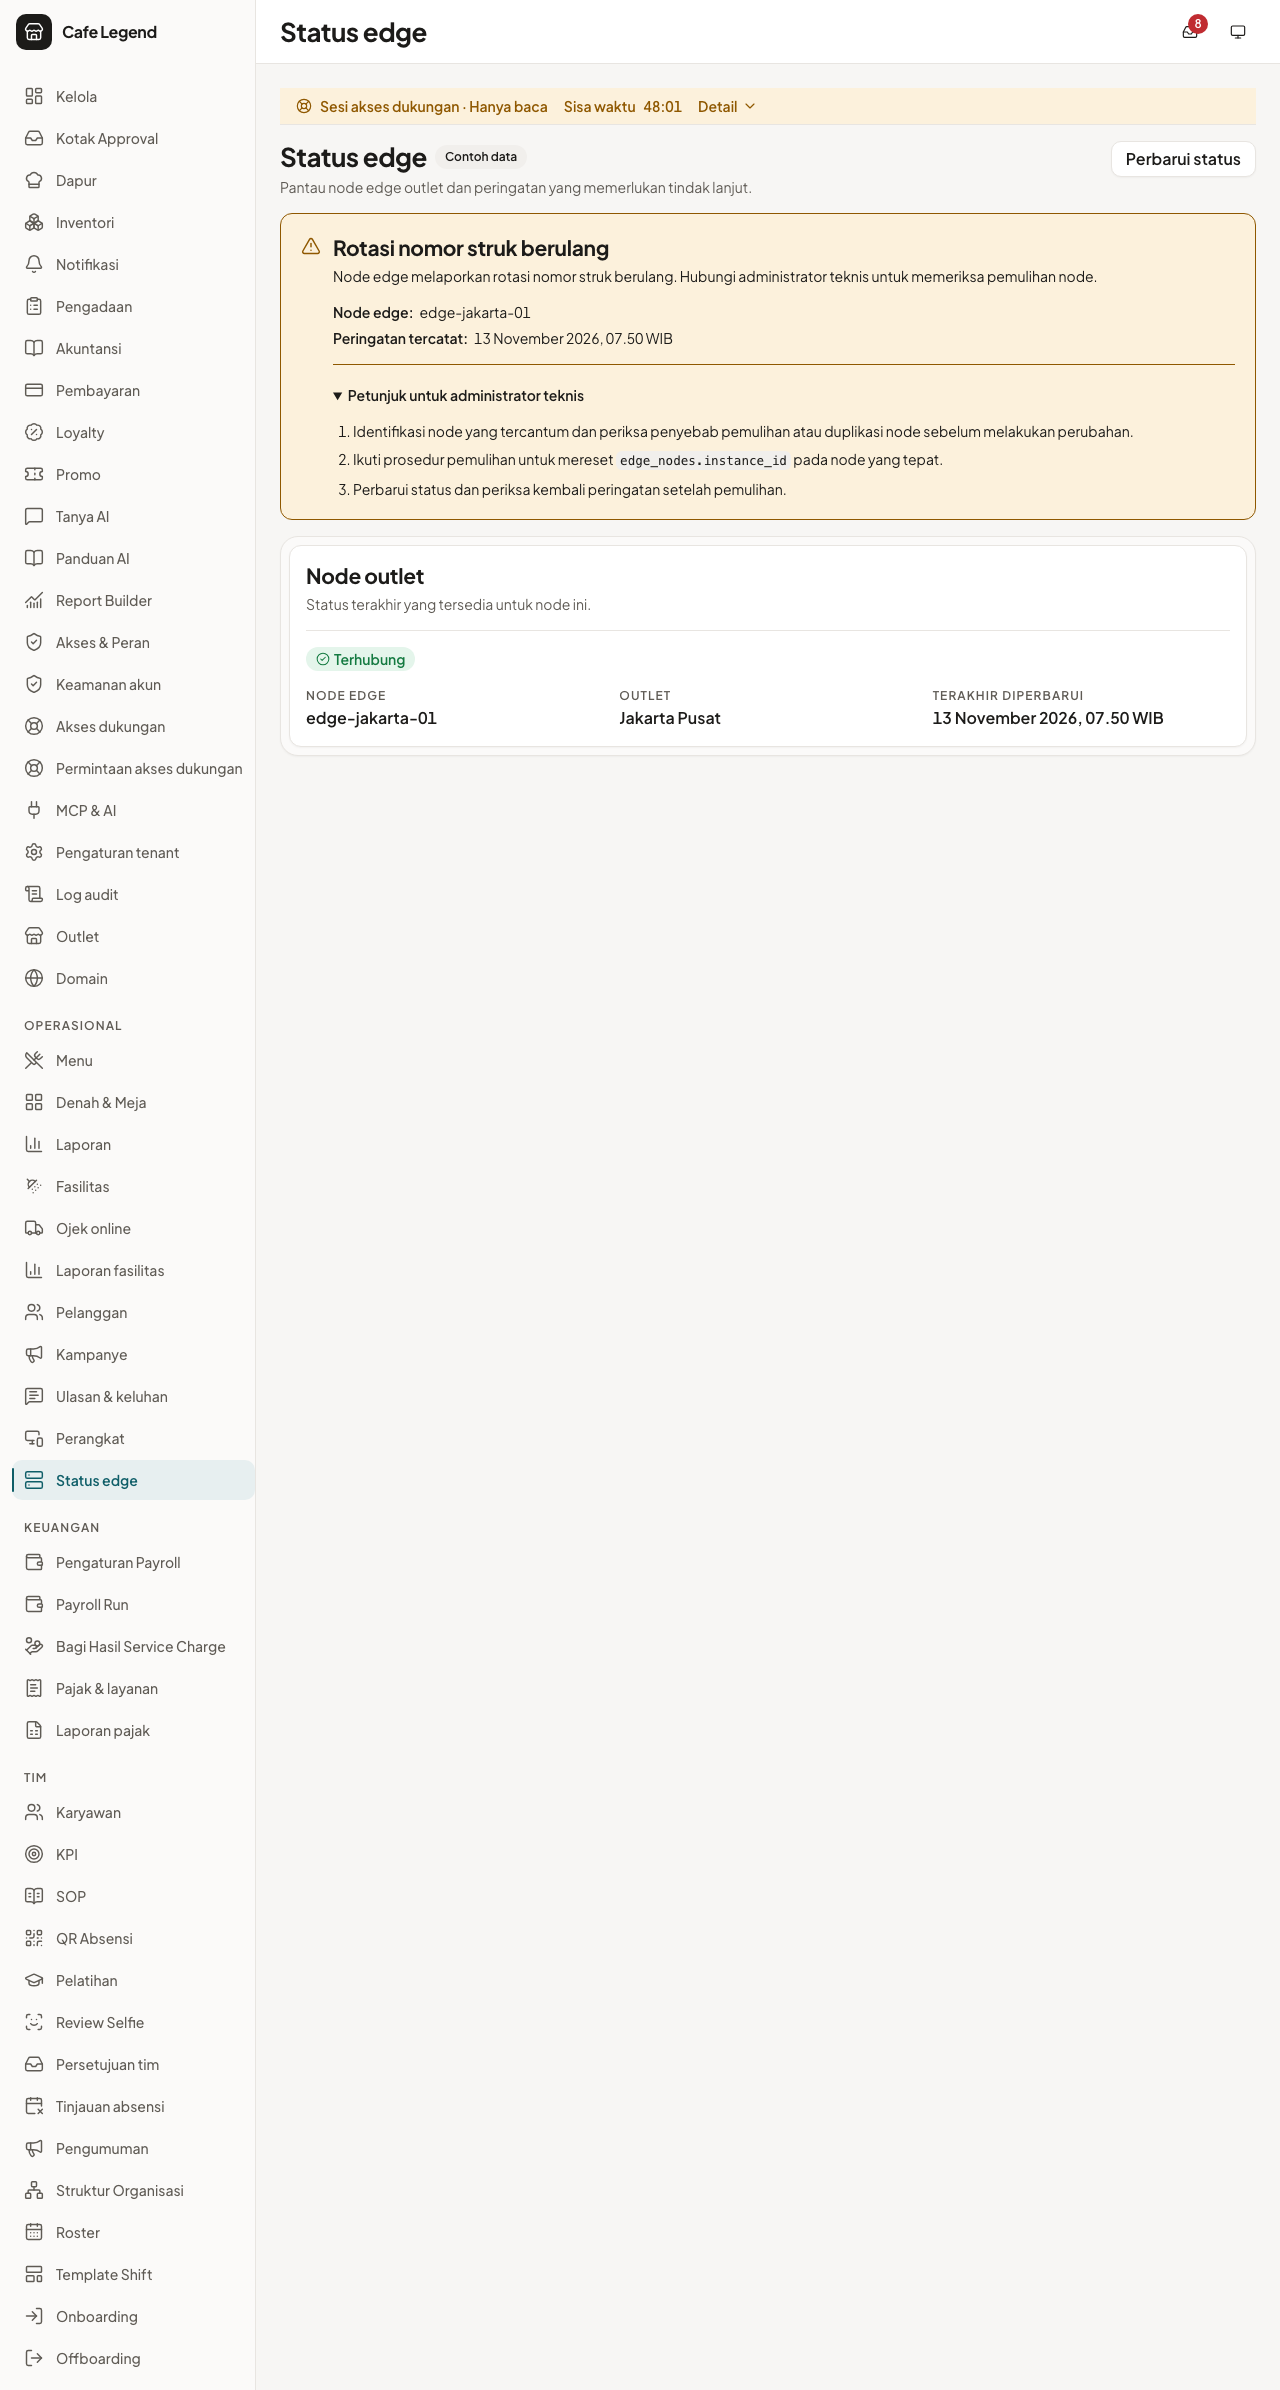 Cafe Legend
Kelola
Kotak Approval
Dapur
Inventori
Notifikasi
Pengadaan
Akuntansi
Pembayaran
Loyalty
Promo
Tanya AI
Panduan AI
Report Builder
Akses & Peran
Keamanan akun
Akses dukungan
Permintaan akses dukungan
MCP & AI
Pengaturan tenant
Log audit
Outlet
Domain
OPERASIONAL
Menu
Denah & Meja
Laporan
Fasilitas
Ojek online
Laporan fasilitas
Pelanggan
Kampanye
Ulasan & keluhan
Perangkat
Status edge
KEUANGAN
Pengaturan Payroll
Payroll Run
Bagi Hasil Service Charge
Pajak & layanan
Laporan pajak
TIM
Karyawan
KPI
SOP
QR Absensi
Pelatihan
Review Selfie
Persetujuan tim
Tinjauan absensi
Pengumuman
Struktur Organisasi
Roster
Template Shift
Onboarding
Offboarding
Status edge
8
Sesi akses dukungan · Hanya baca Sisa waktu 48:01 Detail
Status edge Contoh data
Perbarui status
Pantau node edge outlet dan peringatan yang memerlukan tindak lanjut.
Rotasi nomor struk berulang
Node edge melaporkan rotasi nomor struk berulang. Hubungi administrator teknis untuk memeriksa pemulihan node.
Node edge: edge-jakarta-01
Peringatan tercatat: 13 November 2026, 07.50 WIB
Petunjuk untuk administrator teknis
1. Identifikasi node yang tercantum dan periksa penyebab pemulihan atau duplikasi node sebelum melakukan perubahan.
2. Ikuti prosedur pemulihan untuk mereset edge_nodes.instance_id pada node yang tepat.
3. Perbarui status dan periksa kembali peringatan setelah pemulihan.
Node outlet
Status terakhir yang tersedia untuk node ini.
Terhubung
NODE EDGE
edge-jakarta-01
OUTLET
Jakarta Pusat
TERAKHIR DIPERBARUI
13 November 2026, 07.50 WIB